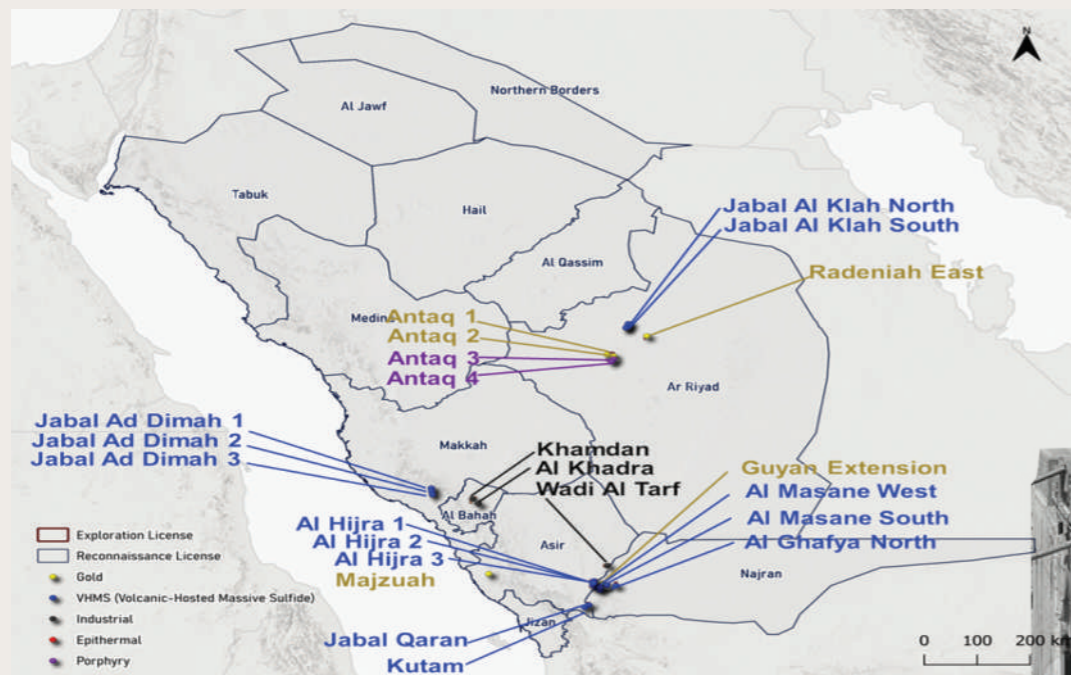 N
Northern Borders
Al Jawf
Tabuk
Hail
Jabal Al Klah North
Jabal Al Klah South
Al Qassim
Radeniah East
Medin
Antaq 1
Antaq 2
Antaq 3
Antaq 4
Ar Riyad
Jabal Ad Dimah 1
Jabal Ad Dimah 2
Jabal Ad Dimah 3
Makkah
Khamdan
Al Khadra
Wadi Al Tarf
Guyan Extension
Al Masane West
Al Masane South
Al Ghafya North
Al Bahah
Al Hijra 1
Al Hijra 2
Al Hijra 3
Majzuah
Asir
Najran
Jizan
Jabal Qaran
Kutam
Exploration License
Reconnaissance License
Gold
VHMS (Volcanic-Hosted Massive Sulfide)
Industrial
Epithermal
Porphyry
0 100 200 km